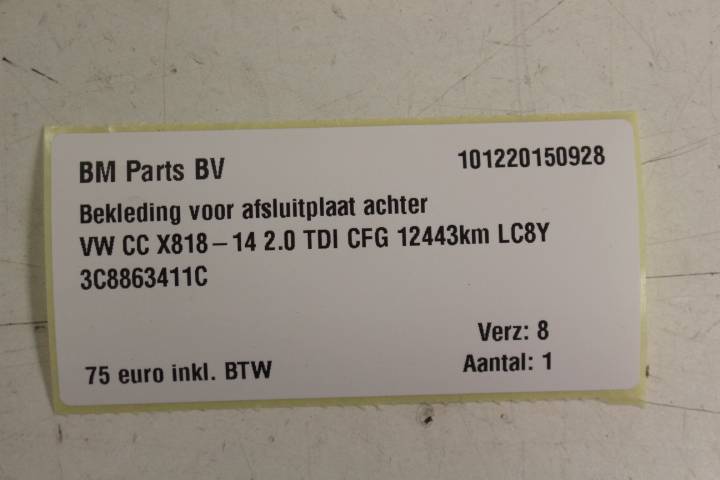 BM Parts BV 101220150928
Bekleding voor afsluitplaat achter
VW CC X818-14 2.0 TDI CFG 12443km LC8Y
3C8863411C
Verz: 8
75 euro inkl. BTW Aantal: 1